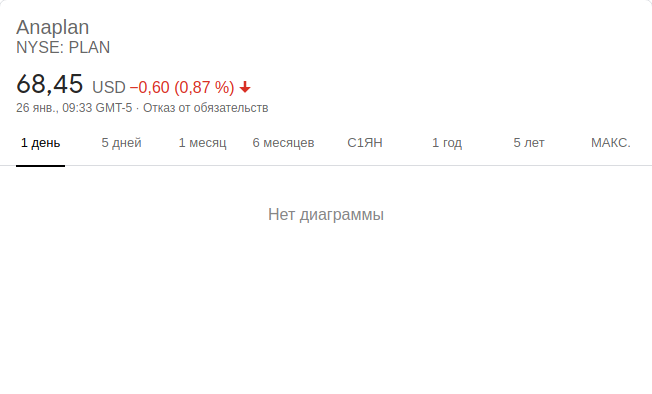 Anaplan
NYSE: PLAN
68,45 USD −0,60 (0,87 %)
26 янв., 09:33 GMT-5 · Отказ от обязательств
1 день 5 дней 1 месяц 6 месяцев С1ЯН 1 год 5 лет МАКС.
Нет диаграммы